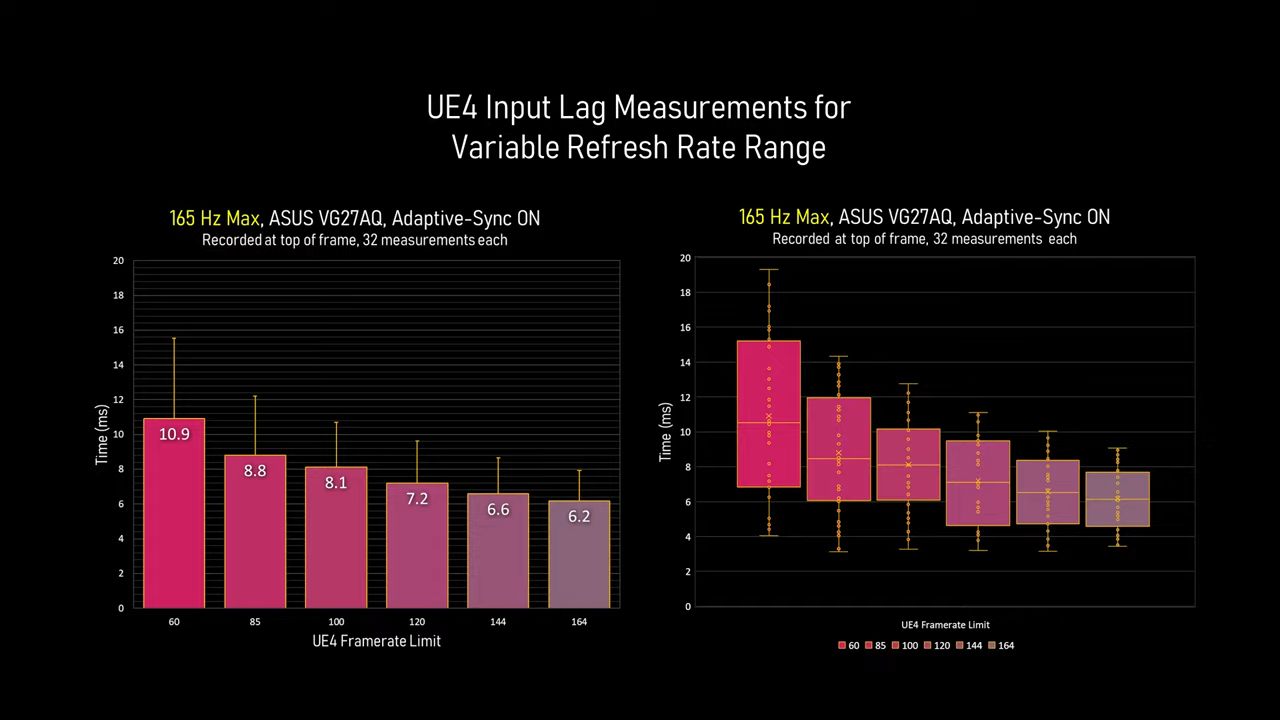 UE4 Input Lag Measurements for
Variable Refresh Rate Range
165 Hz Max, ASUS VG27AQ, Adaptive-Sync ON
Recorded at top of frame, 32 measurements each
20
18
16
14
12
10
8
6
4
2
0
Time (ms)
10.9
8.8
8.1
7.2
6.6
6.2
60 85 100 120 144 164
UE4 Framerate Limit
165 Hz Max, ASUS VG27AQ, Adaptive-Sync ON
Recorded at top of frame, 32 measurements each
20
18
16
14
12
10
8
6
4
2
0
Time (ms)
UE4 Framerate Limit
60 85 100 120 144 164